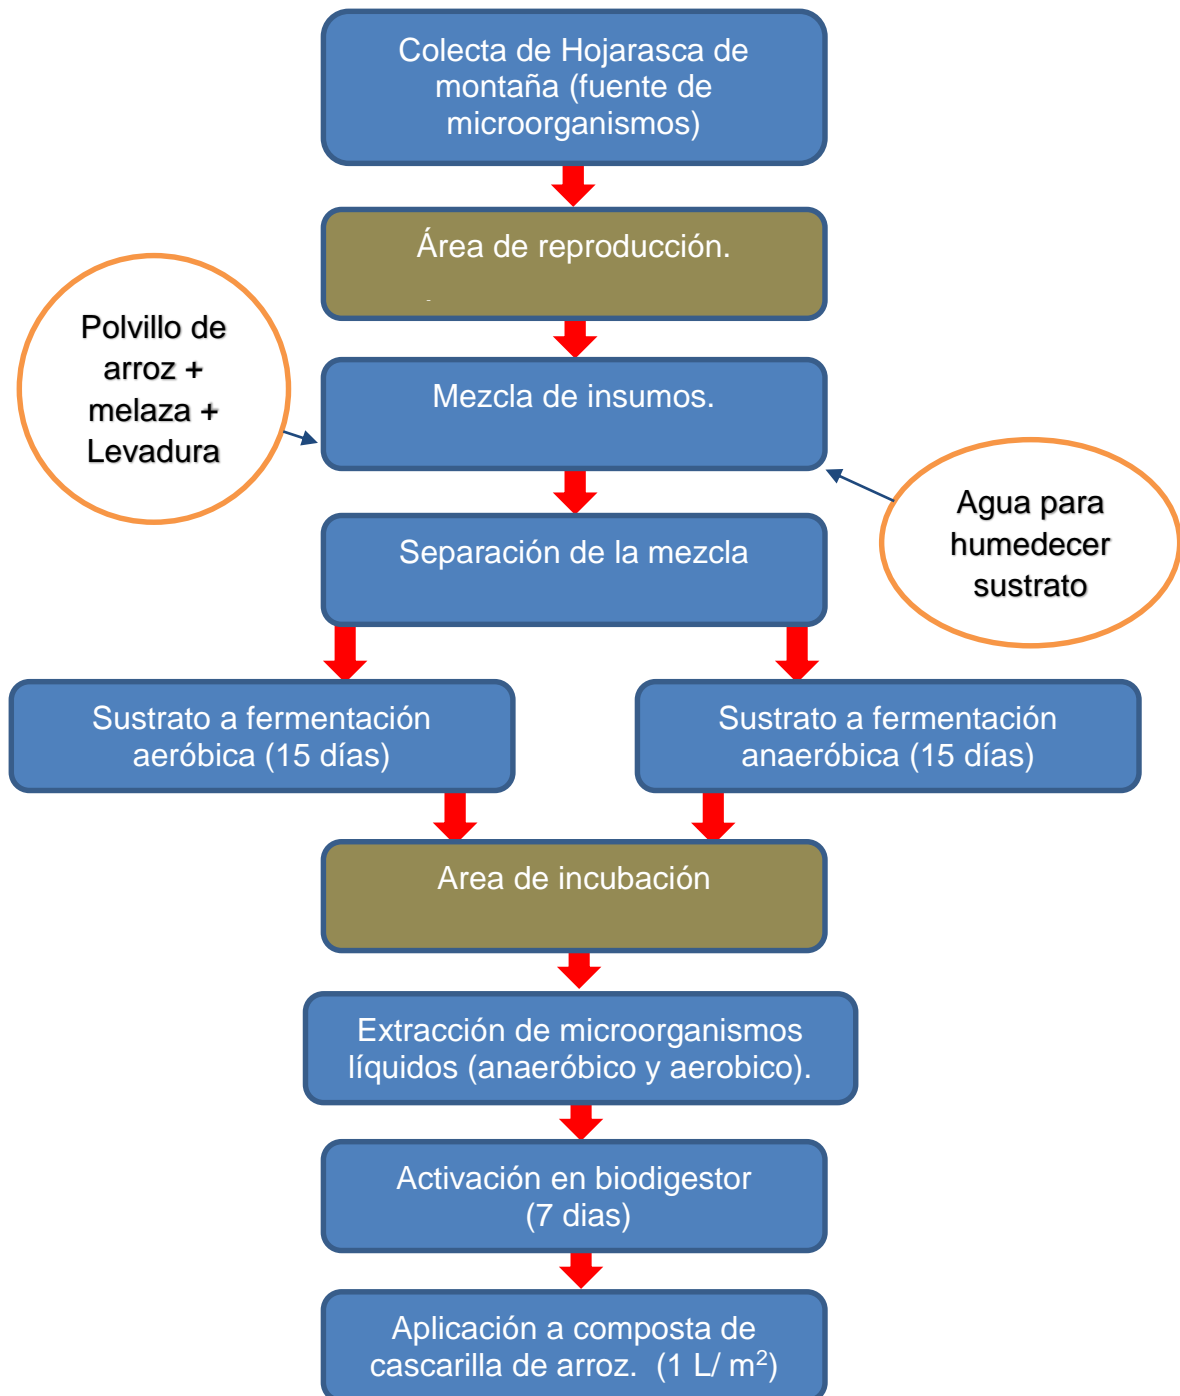 Colecta de Hojarasca de
montaña (fuente de
microorganismos)
Área de reproducción.
Polvillo de
arroz +
melaza +
Levadura
Mezcla de insumos.
Agua para
humedecer
sustrato
Separación de la mezcla
Sustrato a fermentación
aeróbica (15 días)
Sustrato a fermentación
anaeróbica (15 días)
Area de incubación
Extracción de microorganismos
líquidos (anaeróbico y aerobico).
Activación en biodigestor
(7 dias)
Aplicación a composta de
cascarilla de arroz.  (1 L/ m²)